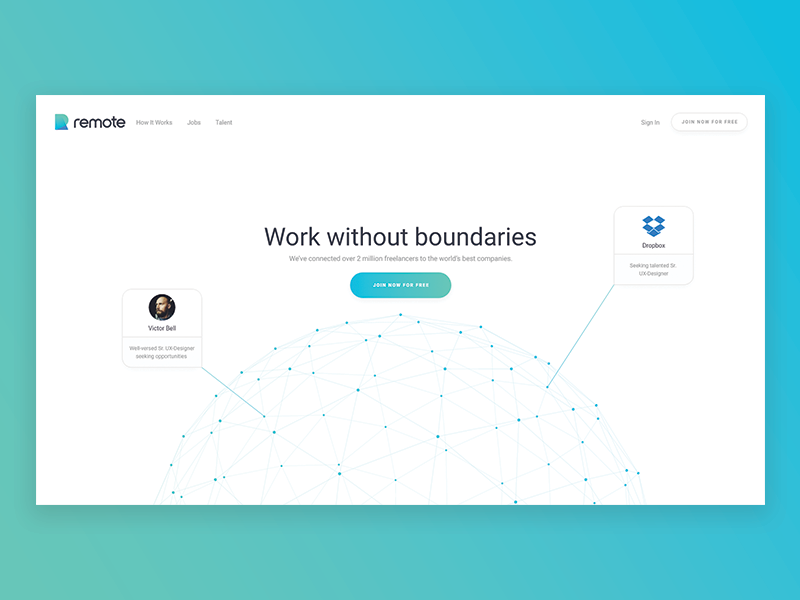 remote How It Works Jobs Talent Sign In JOIN NOW FOR FREE
Work without boundaries
We've connected over 2 million freelancers to the world's best companies.
JOIN NOW FOR FREE
Dropbox
Seeking talented Sr.
UX-Designer
Victor Bell
Well-versed Sr. UX-Designer
seeking opportunities